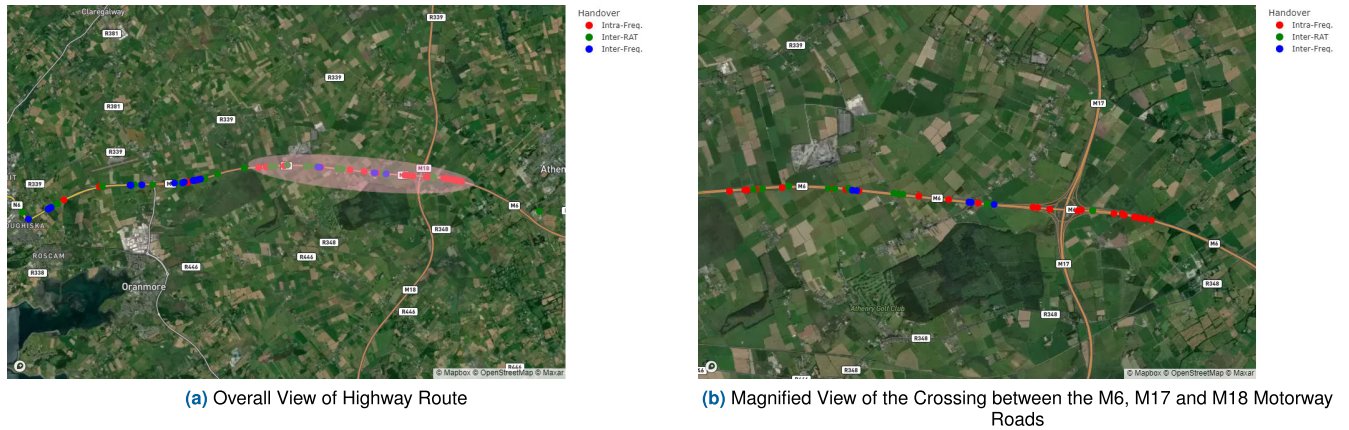 Claregalway
R381
R339
R339
R381
R339
R339
R339
M18
Athen
N6
M6
OUGHISKA
R348
ROSCAM
R348
R446
R446
R338
Oranmore
M18
R446
R446
© Mapbox © OpenStreetMap © Maxar
Handover
Intra-Freq.
Inter-RAT
Inter-Freq.
(a) Overall View of Highway Route
R339
M17
M6
M6
M6
M6
M17
R348
Athenry Golf Club
R348
R348
R348
© Mapbox © OpenStreetMap © Maxar
Handover
Intra-Freq.
Inter-RAT
Inter-Freq.
(b) Magnified View of the Crossing between the M6, M17 and M18 Motorway
Roads